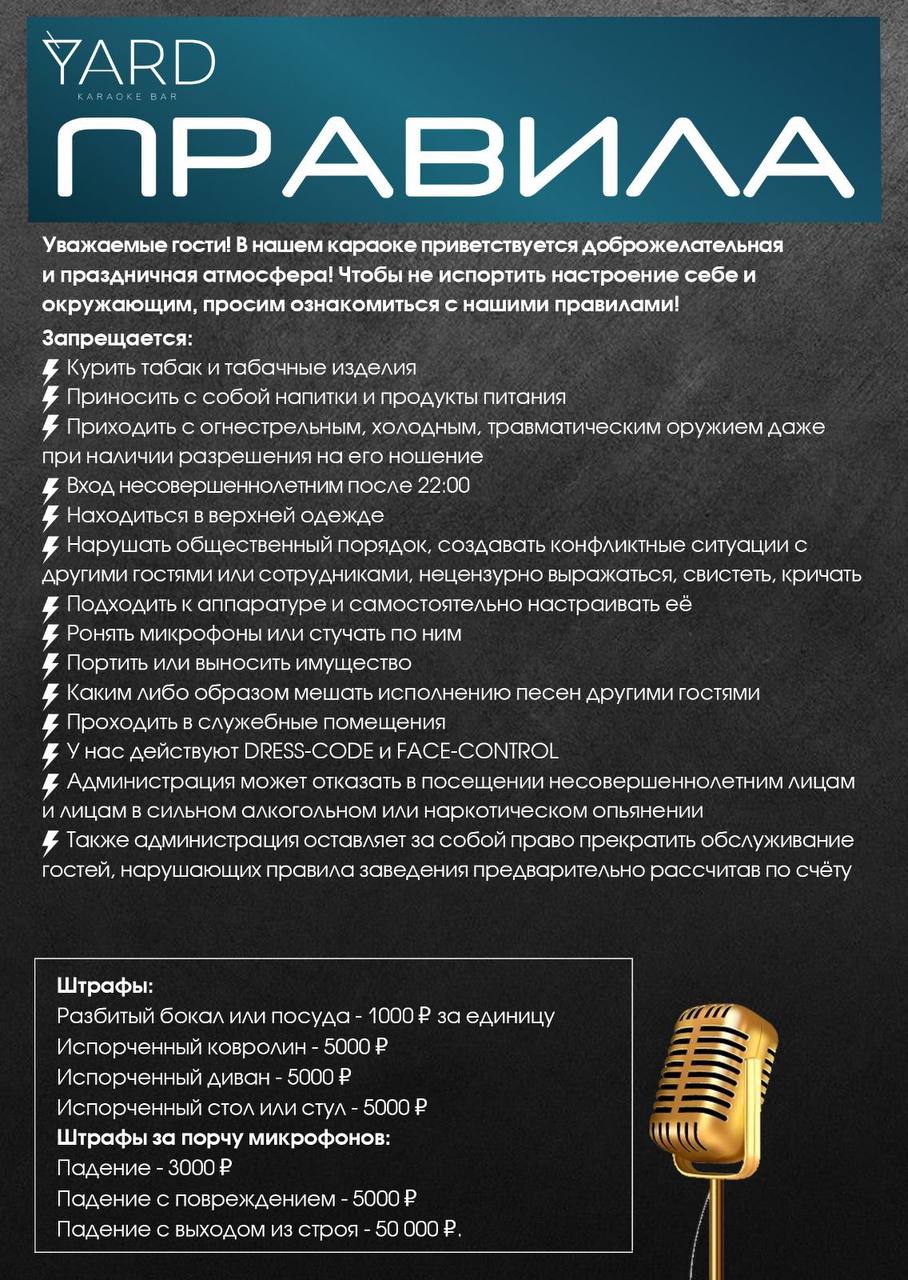 YARD
KARAOKE BAR
ПРАВИЛА
Уважаемые гости! В нашем караоке приветствуется доброжелательная
и праздничная атмосфера! Чтобы не испортить настроение себе и
окружающим, просим ознакомиться с нашими правилами!
Запрещается:
Курить табак и табачные изделия
Приносить с собой напитки и продукты питания
Приходить с огнестрельным, холодным, травматическим оружием даже
при наличии разрешения на его ношение
Вход несовершеннолетним после 22:00
Находиться в верхней одежде
Нарушать общественный порядок, создавать конфликтные ситуации с
другими гостями или сотрудниками, нецензурно выражаться, свистеть, кричать
Подходить к аппаратуре и самостоятельно настраивать её
Ронять микрофоны или стучать по ним
Портить или выносить имущество
Каким либо образом мешать исполнению песен другими гостями
Проходить в служебные помещения
У нас действуют DRESS-CODE и FACE-CONTROL
Администрация может отказать в посещении несовершеннолетним лицам
и лицам в сильном алкогольном или наркотическом опьянении
Также администрация оставляет за собой право прекратить обслуживание
гостей, нарушающих правила заведения предварительно рассчитав по счёту
Штрафы:
Разбитый бокал или посуда - 1000 ₽ за единицу
Испорченный ковролин - 5000 ₽
Испорченный диван - 5000 ₽
Испорченный стол или стул - 5000 ₽
Штрафы за порчу микрофонов:
Падение - 3000 ₽
Падение с повреждением - 5000 ₽
Падение с выходом из строя - 50 000 ₽.